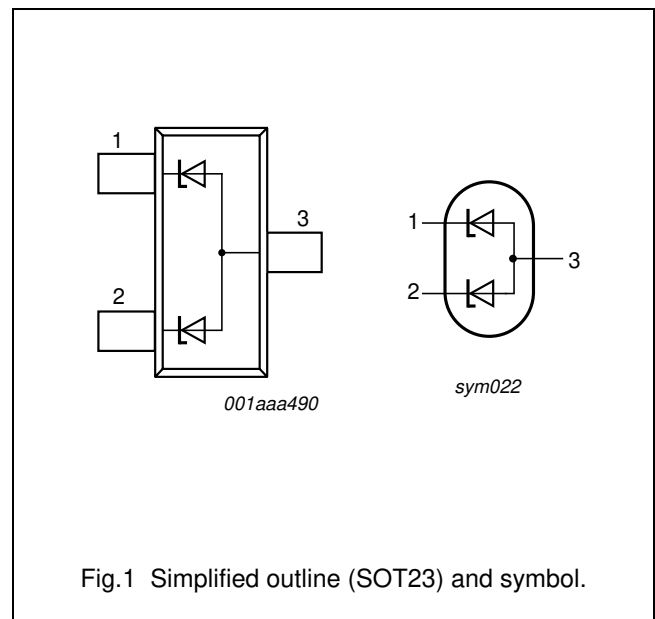 1
3
2
001aaa490
1
3
2
sym022
Fig.1 Simplified outline (SOT23) and symbol.